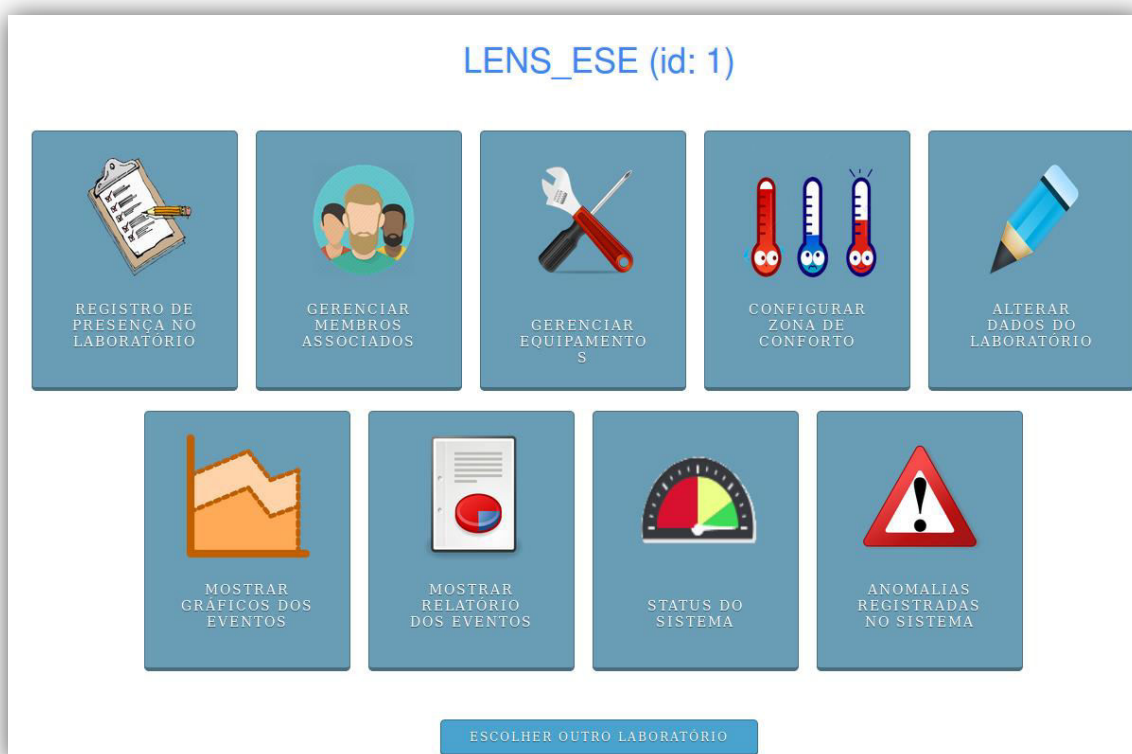 LENS_ESE (id: 1)
REGISTRO DE
PRESENÇA NO
LABORATÓRIO
GERENCIAR
MEMBROS
ASSOCIADOS
GERENCIAR
EQUIPAMENTO
S
CONFIGURAR
ZONA DE
CONFORTO
ALTERAR
DADOS DO
LABORATÓRIO
MOSTRAR
GRÁFICOS DOS
EVENTOS
MOSTRAR
RELATÓRIO
DOS EVENTOS
STATUS DO
SISTEMA
ANOMALIAS
REGISTRADAS
NO SISTEMA
ESCOLHER OUTRO LABORATÓRIO